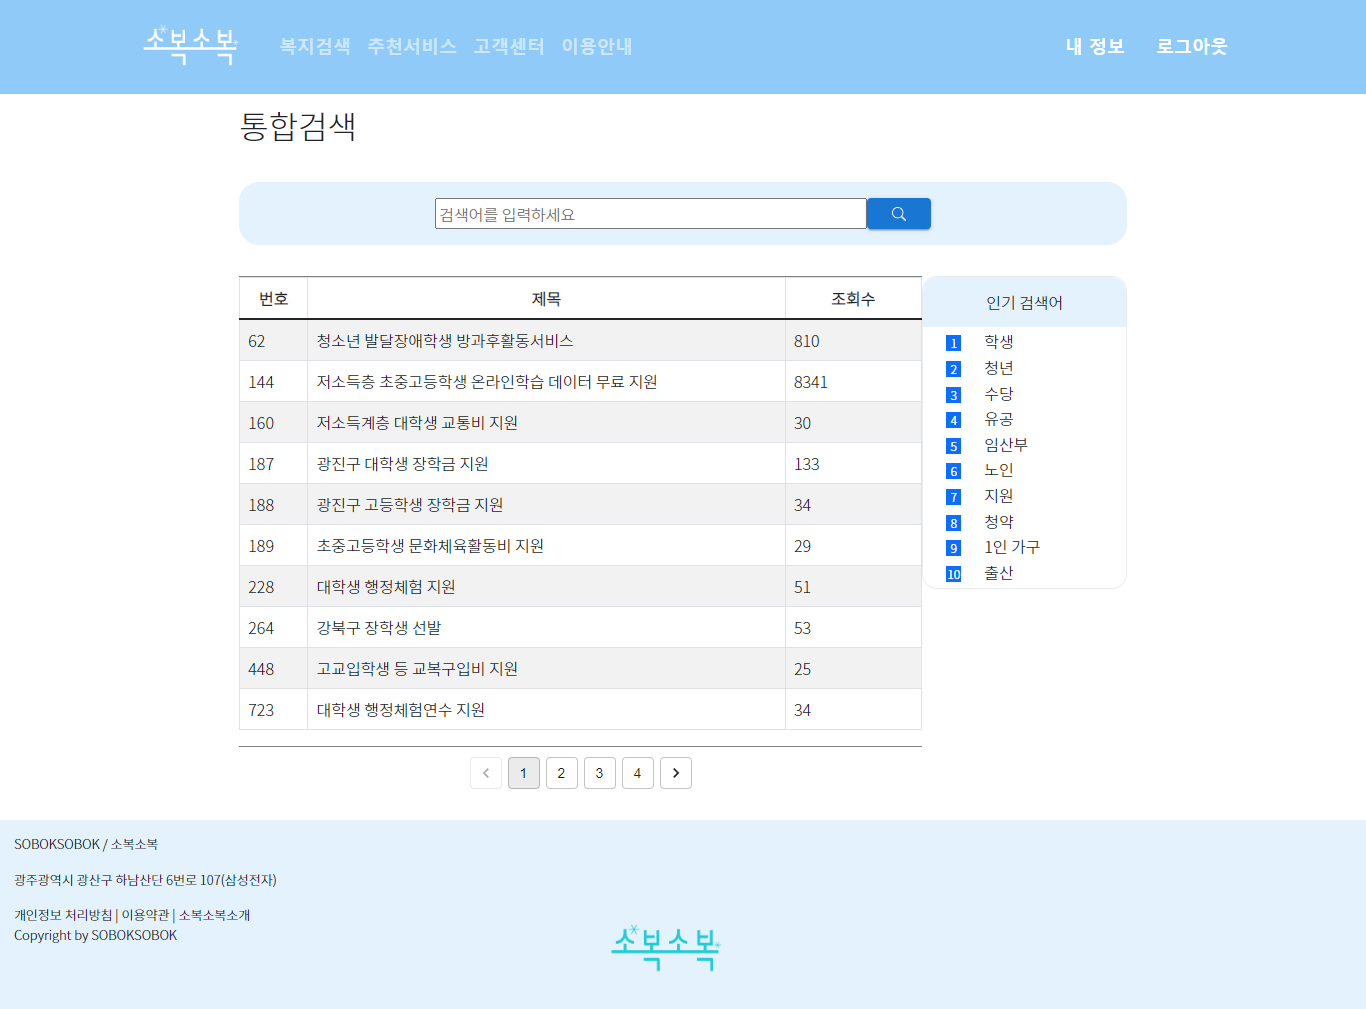 소복소복 복지검색 추천서비스 고객센터 이용안내 내 정보 로그아웃
통합검색
검색어를 입력하세요
번호 제목 조회수
62 청소년 발달장애학생 방과후활동서비스 810
144 저소득층 초중고등학생 온라인학습 데이터 무료 지원 8341
160 저소득계층 대학생 교통비 지원 30
187 광진구 대학생 장학금 지원 133
188 광진구 고등학생 장학금 지원 34
189 초중고등학생 문화체육활동비 지원 29
228 대학생 행정체험 지원 51
264 강북구 장학생 선발 53
448 고교입학생 등 교복구입비 지원 25
723 대학생 행정체험연수 지원 34
1 2 3 4
인기 검색어
1 학생
2 청년
3 수당
4 유공
5 임산부
6 노인
7 지원
8 청약
9 1인 가구
10 출산
SOBOKSOBOK / 소복소복
광주광역시 광산구 하남산단 6번로 107(삼성전자)
개인정보 처리방침 | 이용약관 | 소복소복소개
Copyright by SOBOKSOBOK
소복소복